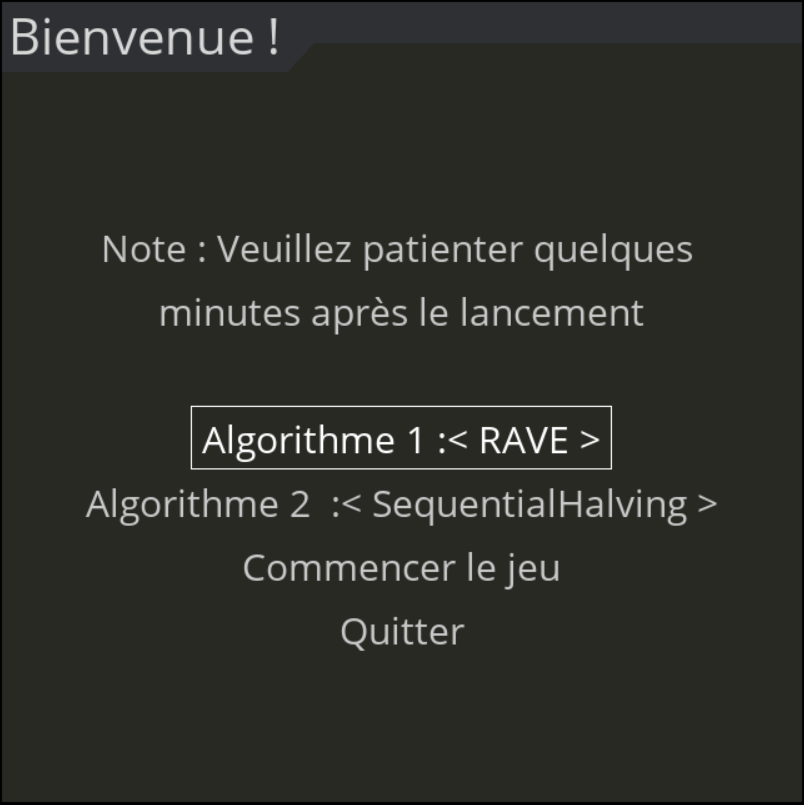 Bienvenue !
Note : Veuillez patienter quelques
minutes après le lancement
Algorithme 1 :< RAVE >
Algorithme 2  :< SequentialHalving >
Commencer le jeu
Quitter